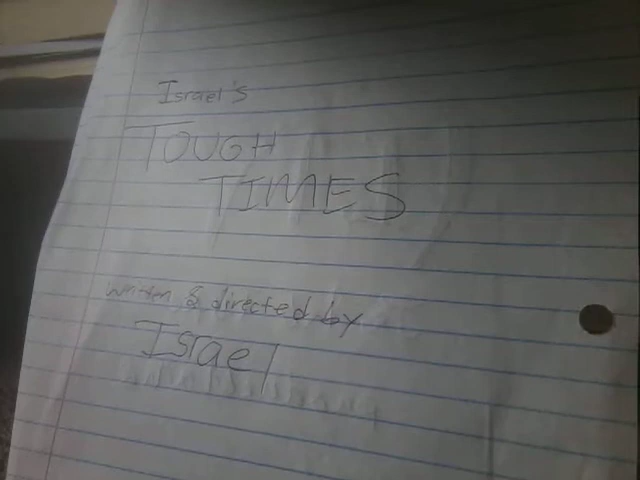 Israel's
TOUGH
TIMES
written & directed by
Israel